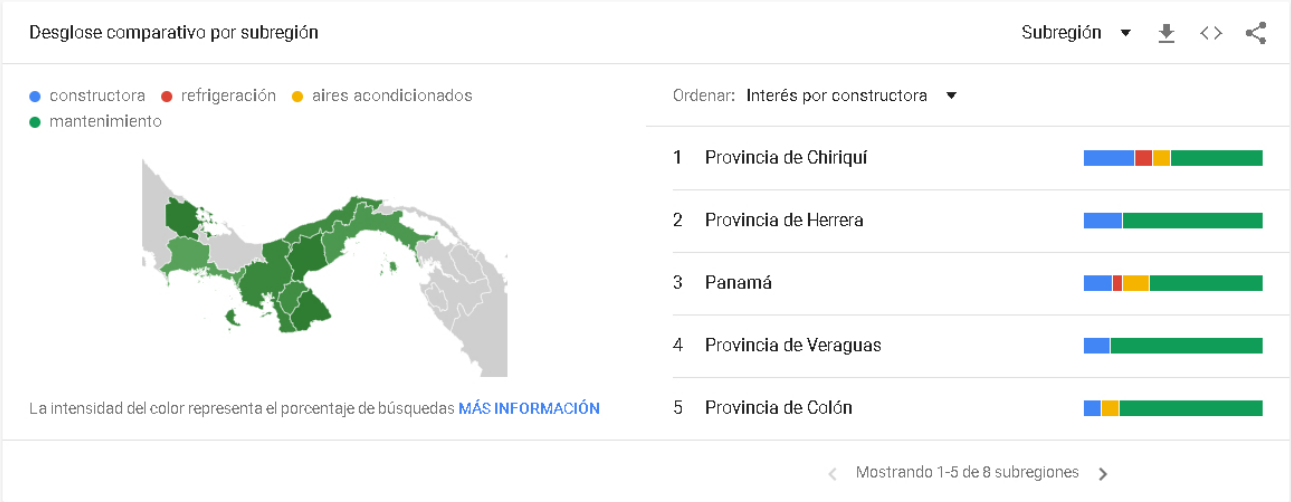 Desglose comparativo por subregión
Subregión
constructora
refrigeración
aires acondicionados
mantenimiento
Ordenar: Interés por constructora
1 Provincia de Chiriquí
2 Provincia de Herrera
3 Panamá
4 Provincia de Veraguas
5 Provincia de Colón
La intensidad del color representa el porcentaje de búsquedas MÁS INFORMACIÓN
Mostrando 1-5 de 8 subregiones